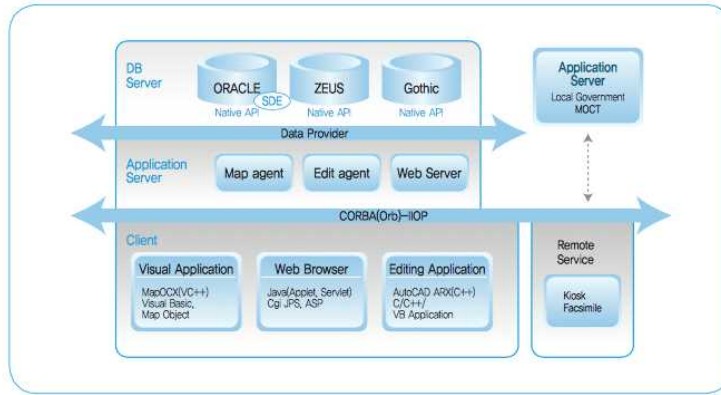 DB
Server
ORACLE
SDE
ZEUS
Gothic
Native API
Native API
Native API
Application
Server
Local Government
MOCT
Data Provider
Application
Server
Map agent
Edit agent
Web Server
CORBA(Orb)-IIOP
Client
Visual Application
MapOCX(VC++)
Visual Basic,
Map Object
Web Browser
Java(Applet, Servlet)
Cgi JPS, ASP
Editing Application
AutoCAD ARX(C++)
C/C++/
VB Application
Remote
Service
Kiosk
Facsimile